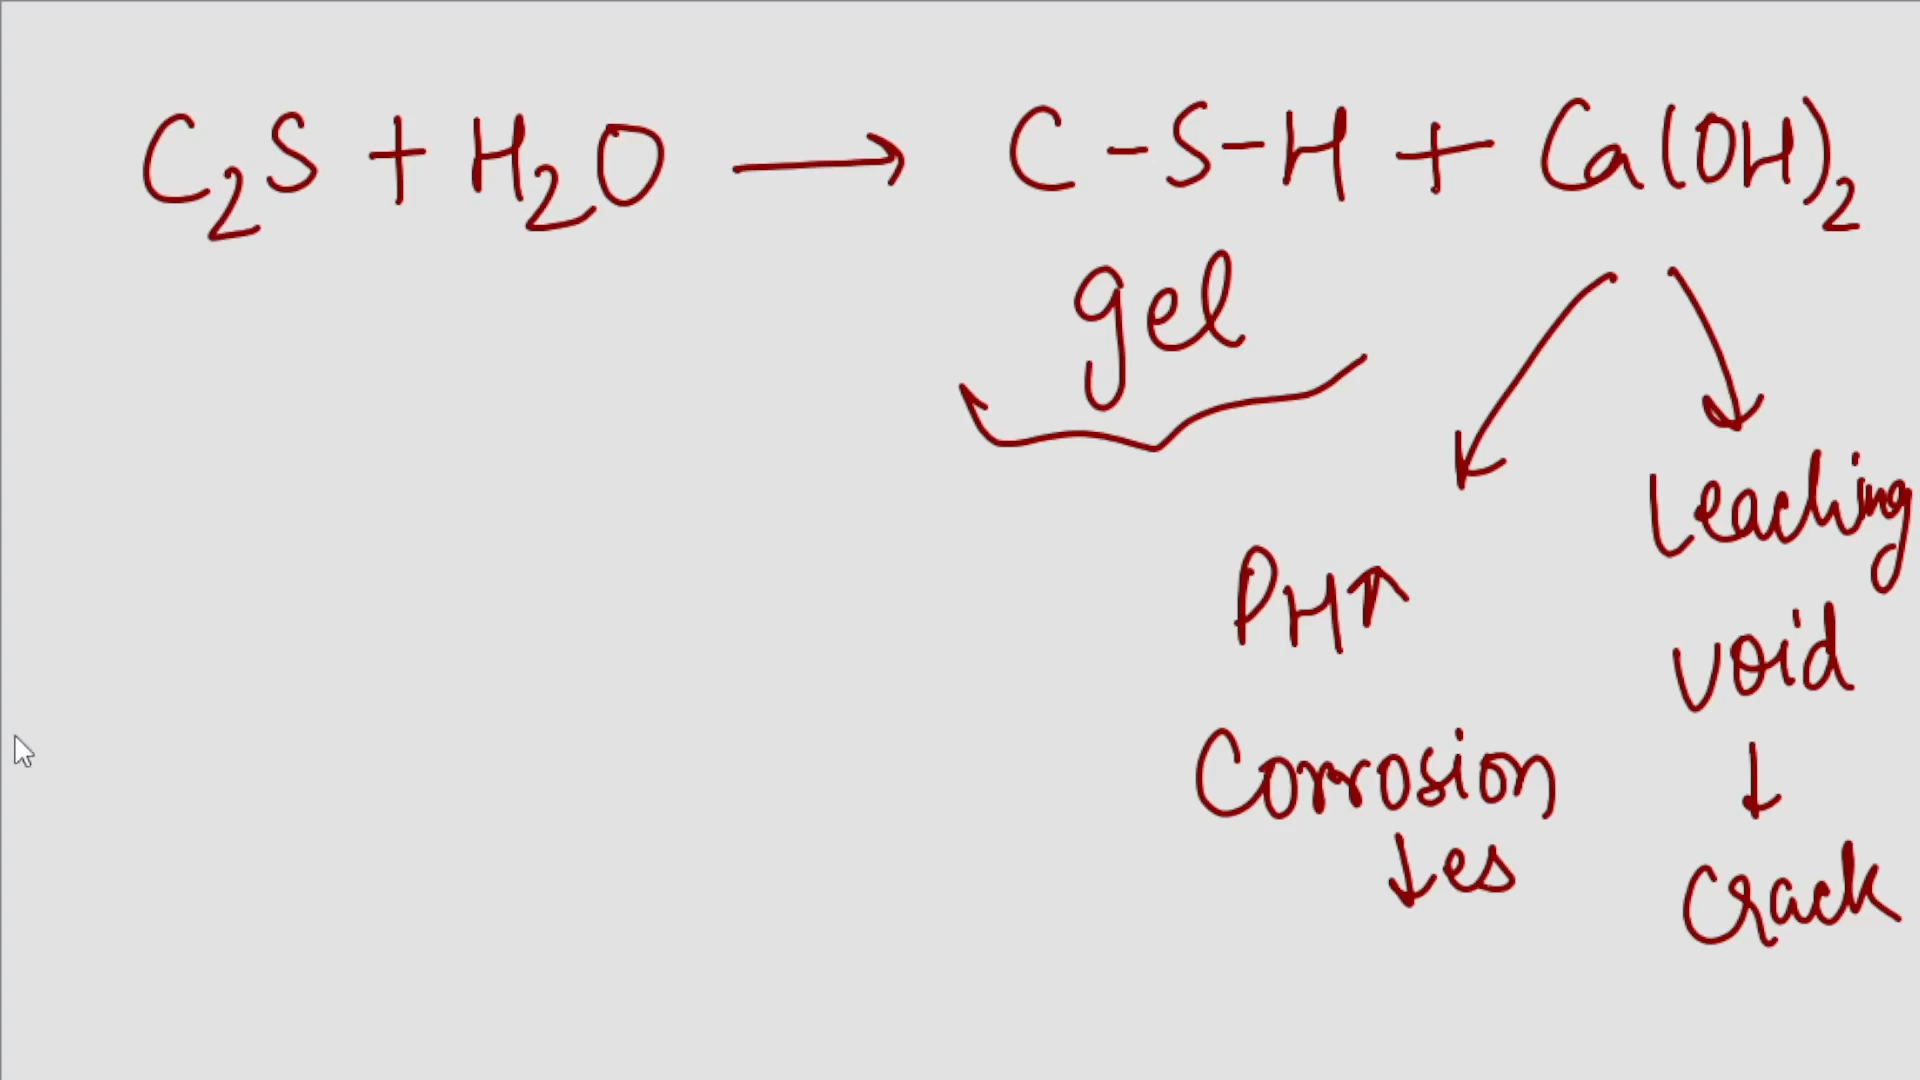 C₂S + H₂O → C-S-H + Ca(OH)₂
gel
Leaching
PH↑
void
↓
Corrosion
↓es
Crack